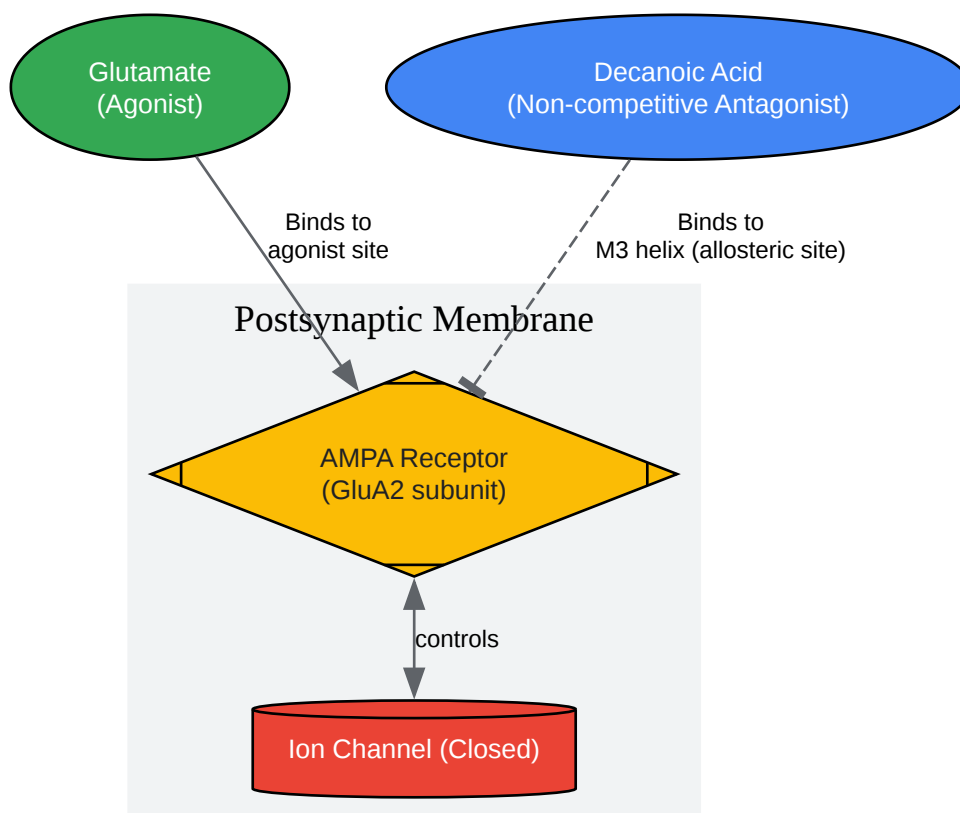 Glutamate
(Agonist)
Decanoic Acid
(Non-competitive Antagonist)
Binds to
agonist site
Binds to
M3 helix (allosteric site)
Postsynaptic Membrane
AMPA Receptor
(GluA2 subunit)
controls
Ion Channel (Closed)